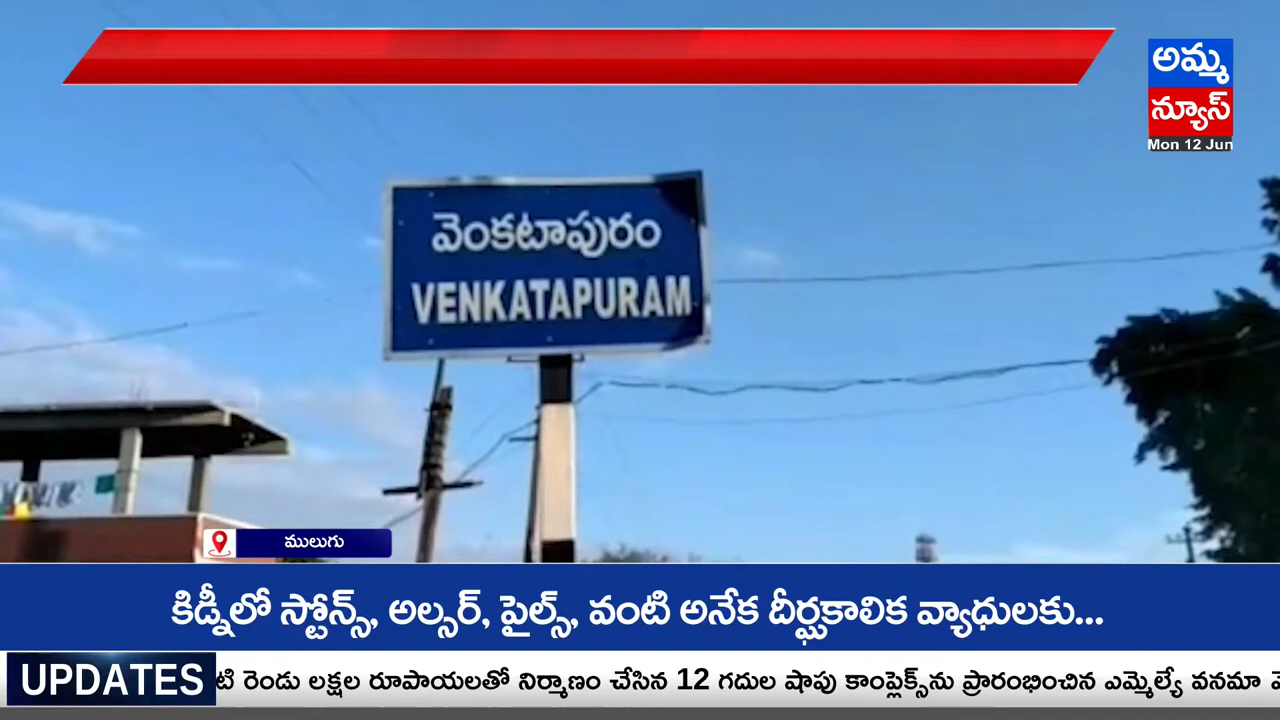 అమ్మ
న్యూస్
Mon 12 Jun
వెంకటాపురం
VENKATAPURAM
ములుగు
కిడ్నీలో స్టోన్స్, అల్సర్, పైల్స్, వంటి అనేక దీర్ఘకాలిక వ్యాధులకు...
UPDATES టి రెండు లక్షల రూపాయలతో నిర్మాణం చేసిన 12 గదుల షాపు కాంప్లెక్స్‌ను ప్రారంభించిన ఎమ్మెల్యే వనమా